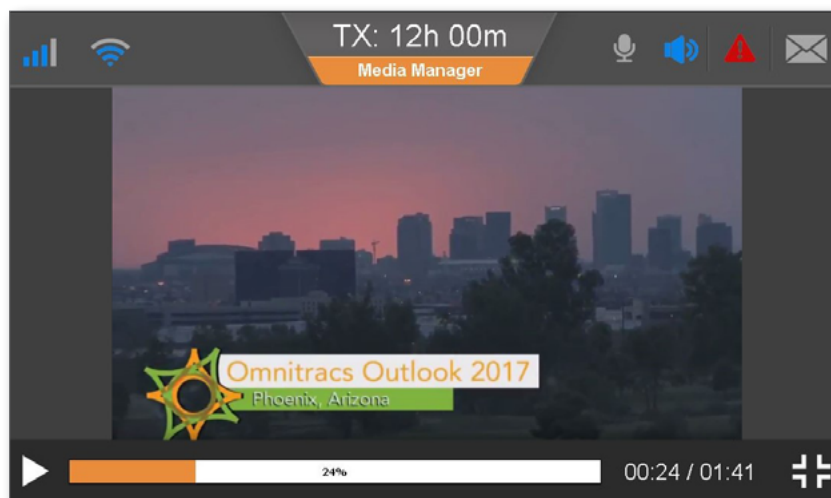 TX: 12h 00m
Media Manager
Omnitracs Outlook 2017
Phoenix, Arizona
24%
00:24 / 01:41